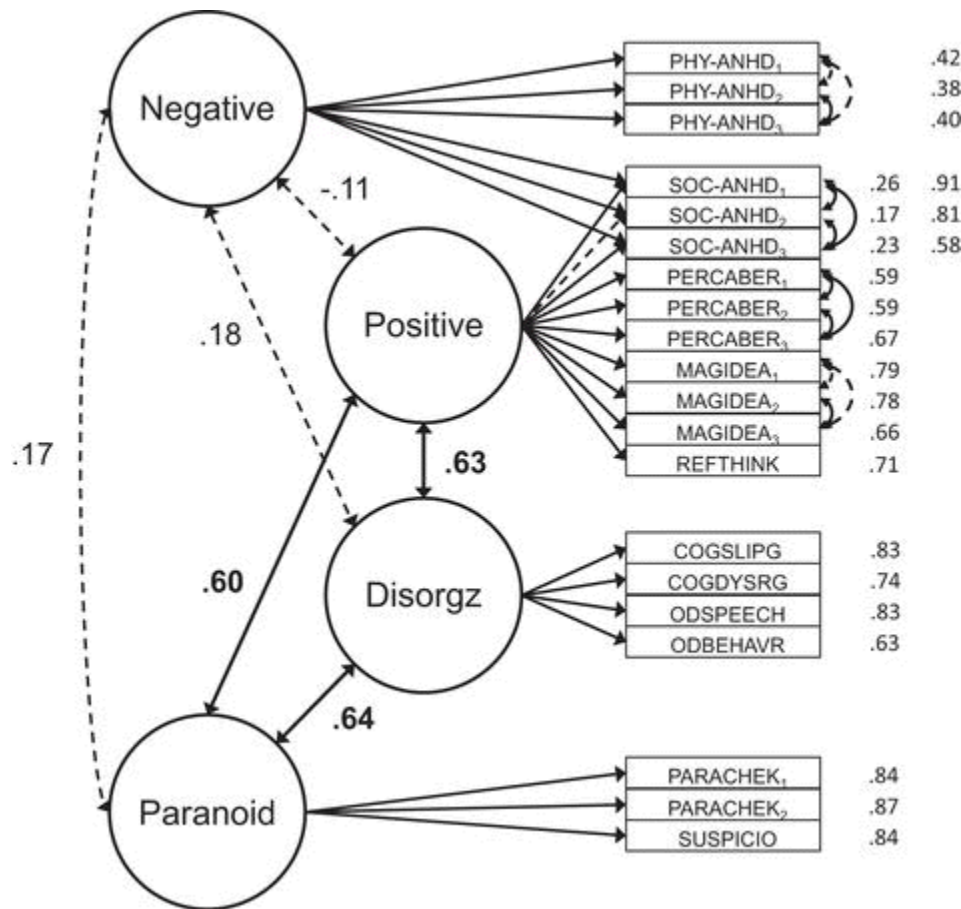 Negative
PHY-ANHD₁ .42
PHY-ANHD₂ .38
PHY-ANHD₃ .40
-.11
SOC-ANHD₁ .26 .91
SOC-ANHD₂ .17 .81
SOC-ANHD₃ .23 .58
PERCABER₁ .59
PERCABER₂ .59
PERCABER₃ .67
MAGIDEA₁ .79
MAGIDEA₂ .78
MAGIDEA₃ .66
REFTHINK .71
Positive
.18
.17
.63
.60
Disorgz
COGSLIPG .83
COGDYSRG .74
ODSPEECH .83
ODBEHAVR .63
.64
Paranoid
PARACHEK₁ .84
PARACHEK₂ .87
SUSPICIO .84